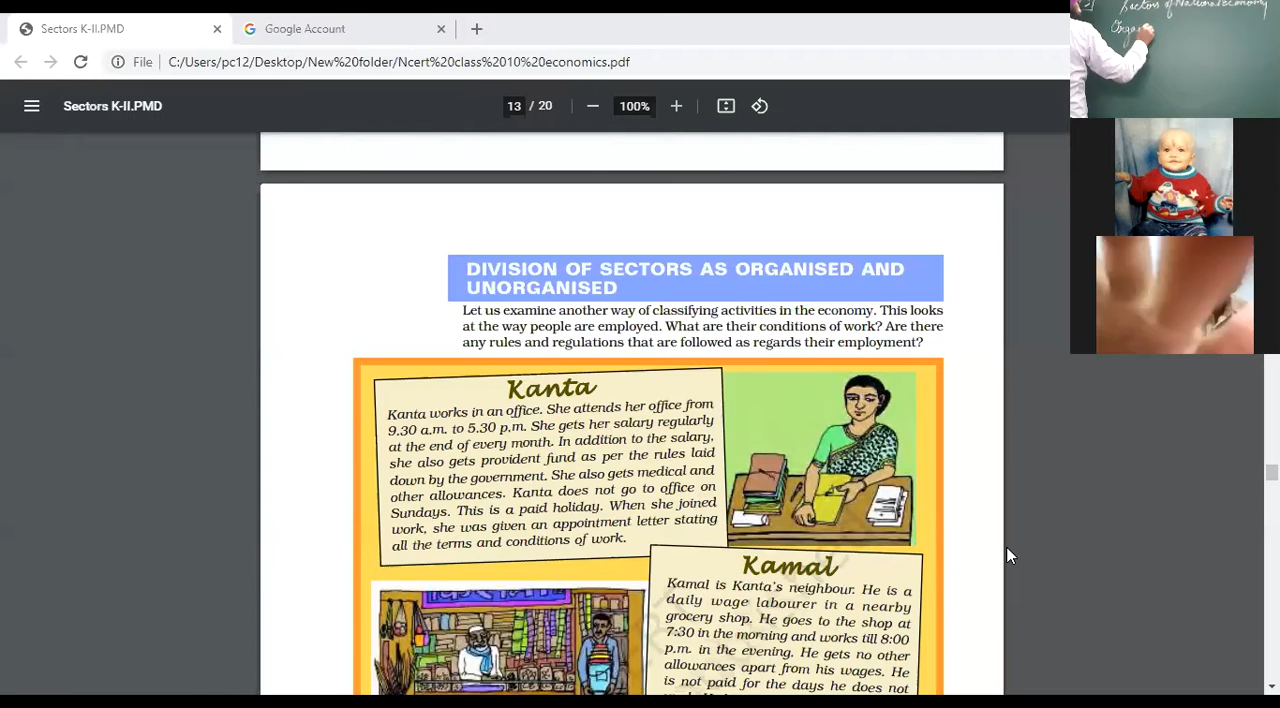 Sectors K-II.PMD
Google Account
File
C:/Users/pc12/Desktop/New%20folder/Ncert%20class%2010%20economics.pdf
Sectors K-II.PMD
13 / 20
100%
Sectors of National Economy
DIVISION OF SECTORS AS ORGANISED AND
UNORGANISED
Let us examine another way of classifying activities in the economy. This looks
at the way people are employed. What are their conditions of work? Are there
any rules and regulations that are followed as regards their employment?
Kanta
Kanta works in an office. She attends her office from
9.30 a.m. to 5.30 p.m. She gets her salary regularly
at the end of every month. In addition to the salary,
she also gets provident fund as per the rules laid
down by the government. She also gets medical and
other allowances. Kanta does not go to office on
Sundays. This is a paid holiday. When she joined
work, she was given an appointment letter stating
all the terms and conditions of work.
Kamal
Kamal is Kanta's neighbour. He is a
daily wage labourer in a nearby
grocery shop. He goes to the shop at
7:30 in the morning and works till 8:00
p.m. in the evening. He gets no other
allowances apart from his wages. He
is not paid for the days he does not